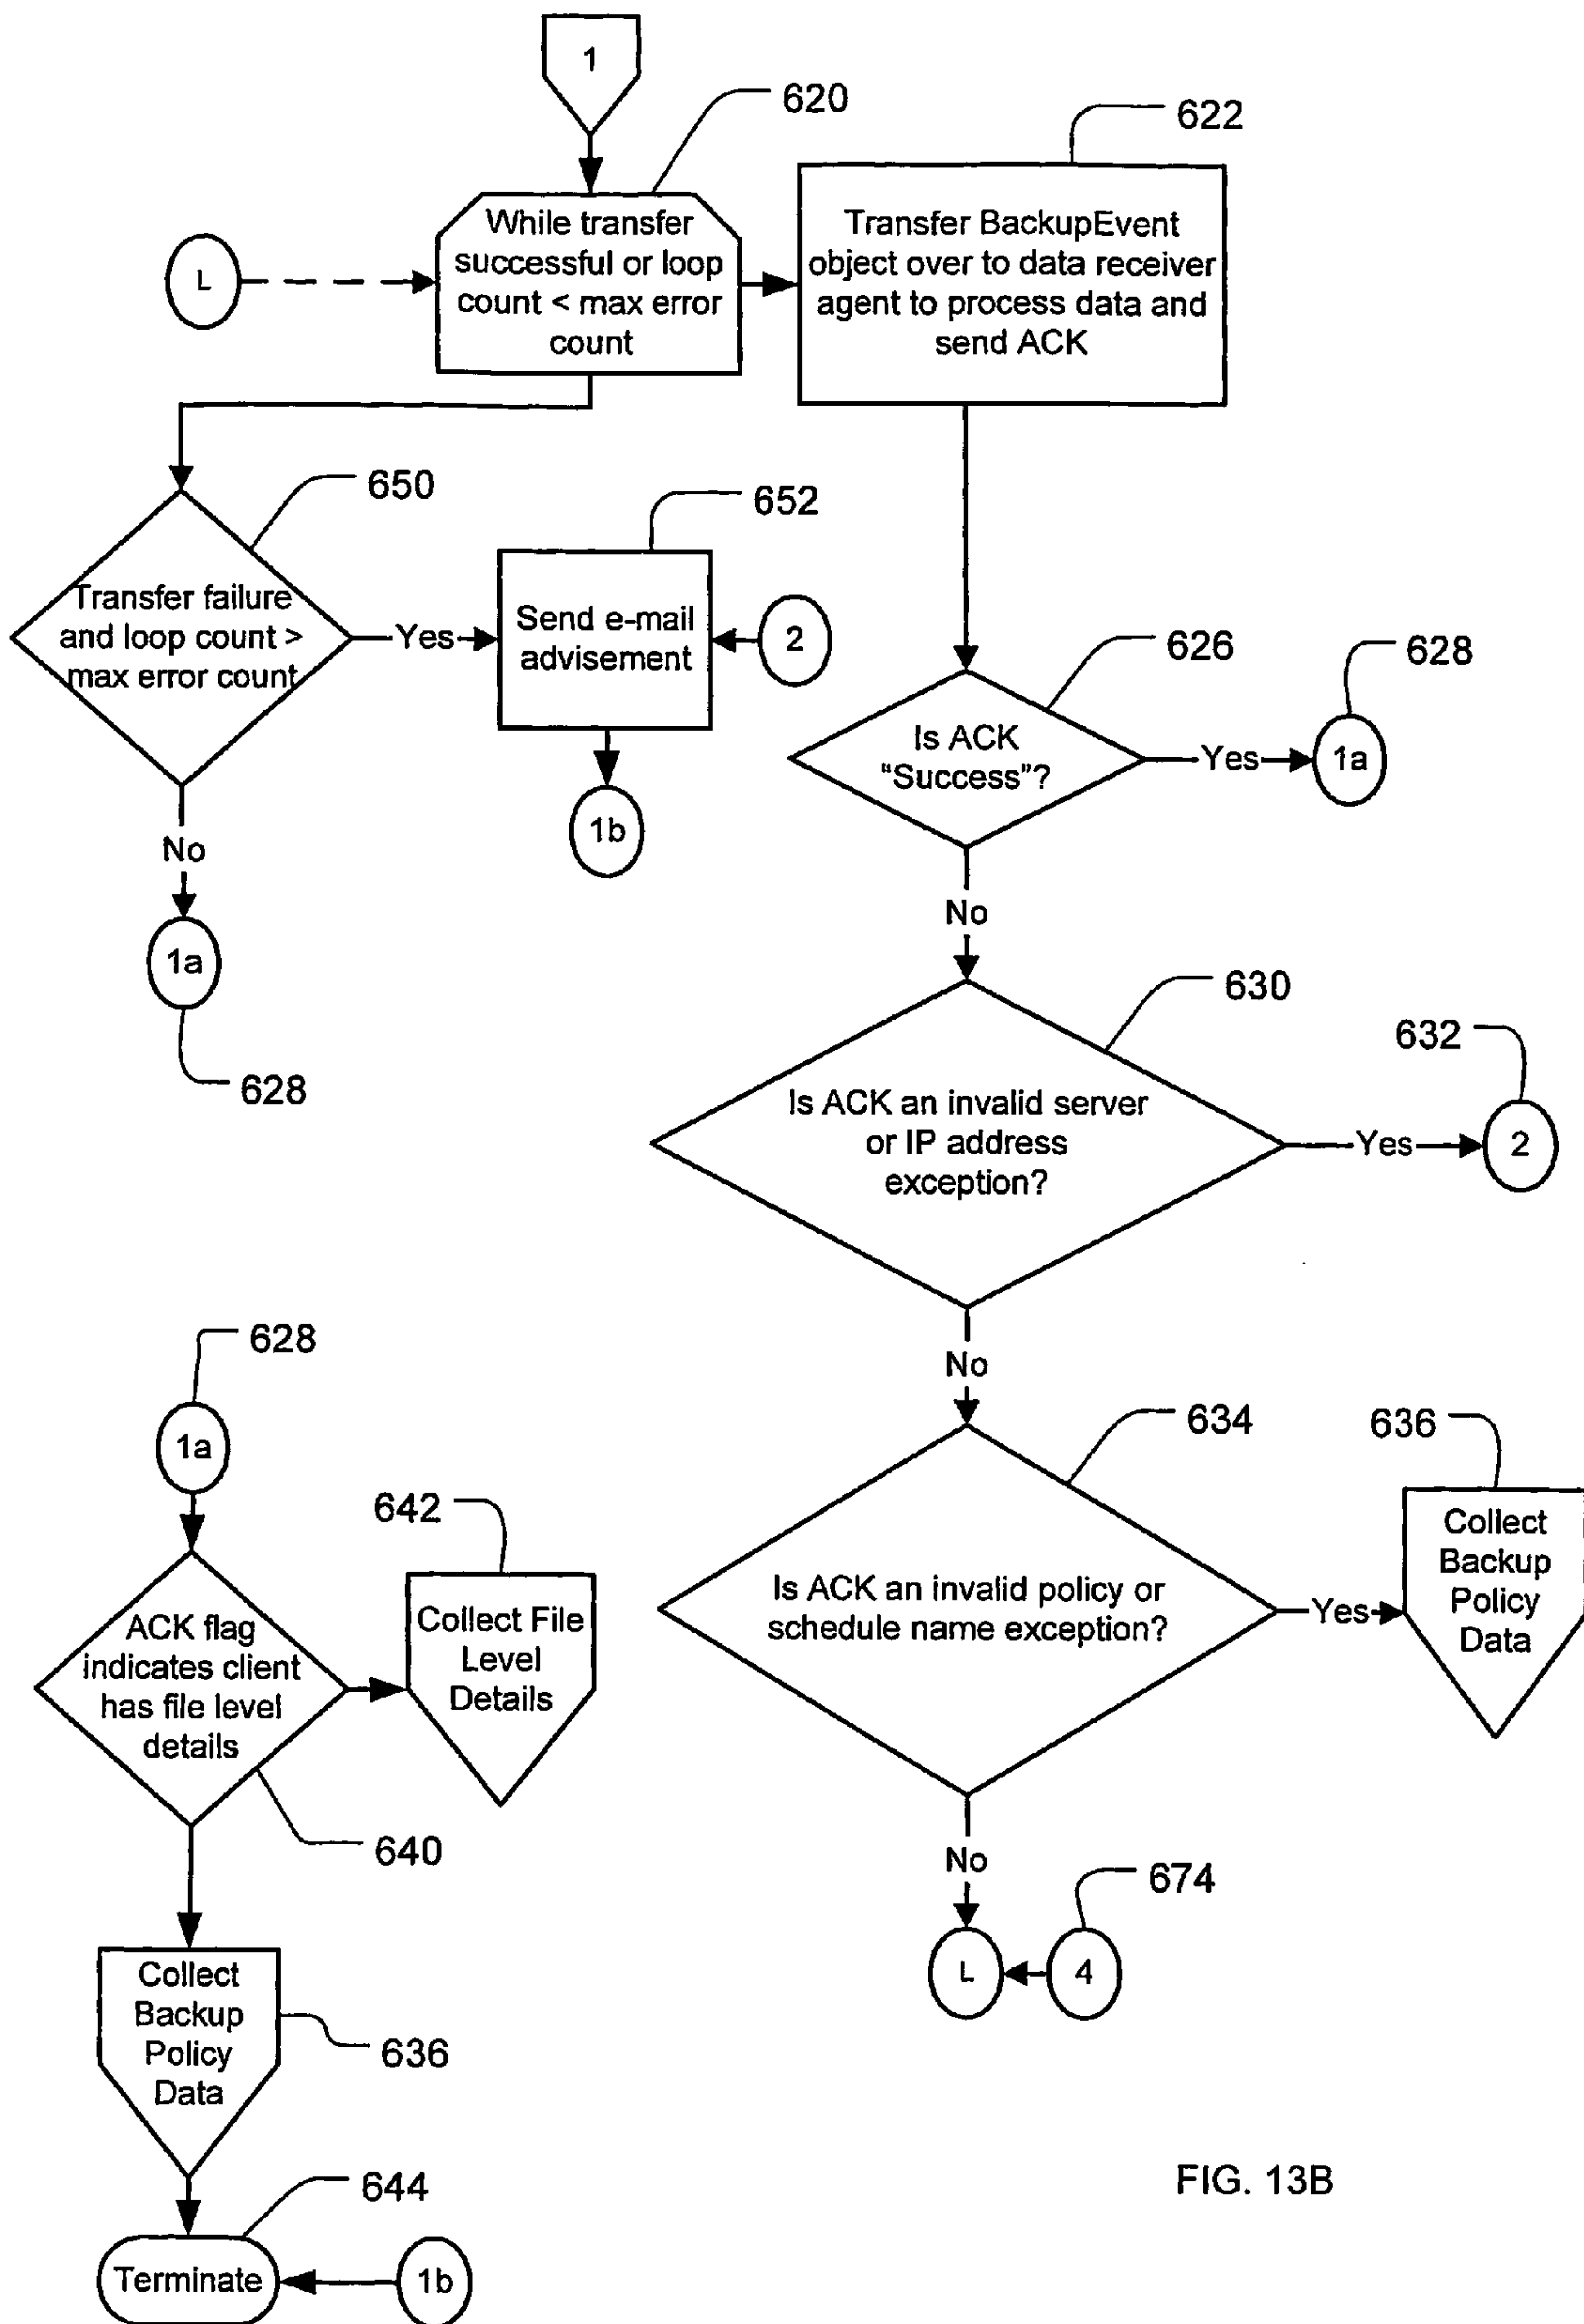 1
620
622
While transfer
successful or loop
count < max error
count
Transfer BackupEvent
object over to data receiver
agent to process data and
send ACK
L
650
652
Transfer failure
and loop count >
max error count
Yes
Send e-mail
advisement
2
626
628
Is ACK
“Success”?
Yes
1a
1b
No
1a
628
No
630
632
Is ACK an invalid server
or IP address
exception?
Yes
2
No
628
1a
634
636
642
Is ACK an invalid policy or
schedule name exception?
Yes
Collect
Backup
Policy
Data
ACK flag
indicates client
has file level
details
Collect File
Level
Details
640
No
674
L
4
Collect
Backup
Policy
Data
636
644
Terminate
1b
FIG. 13B